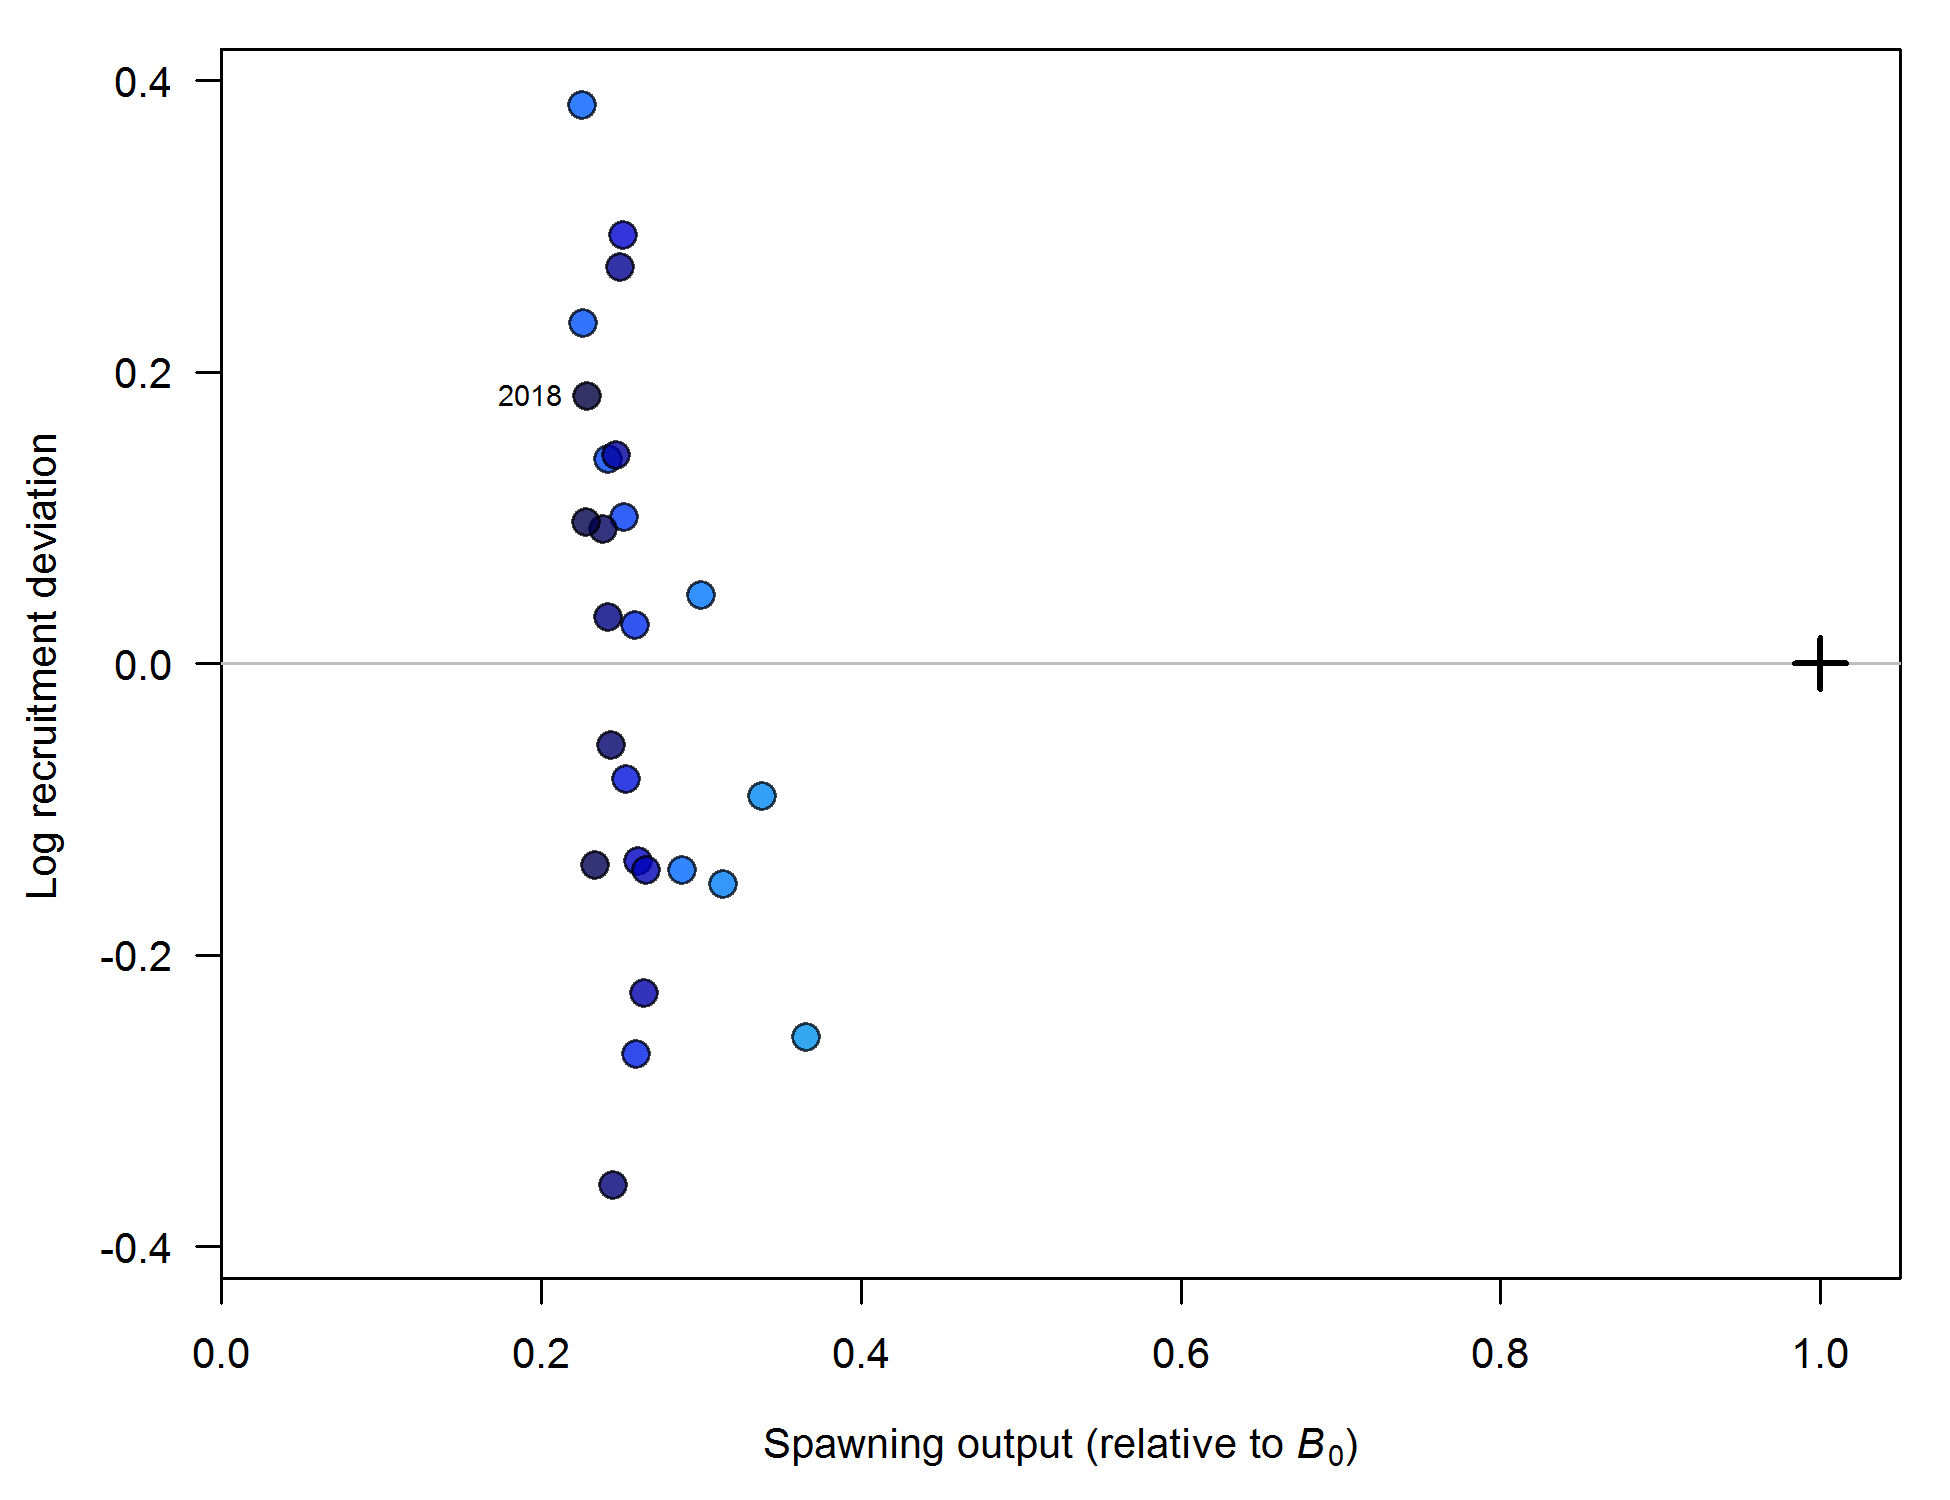 0.4
0.2
0.0
-0.2
-0.4
Log recruitment deviation
2018
0.0 0.2 0.4 0.6 0.8 1.0
Spawning output (relative to B₀)